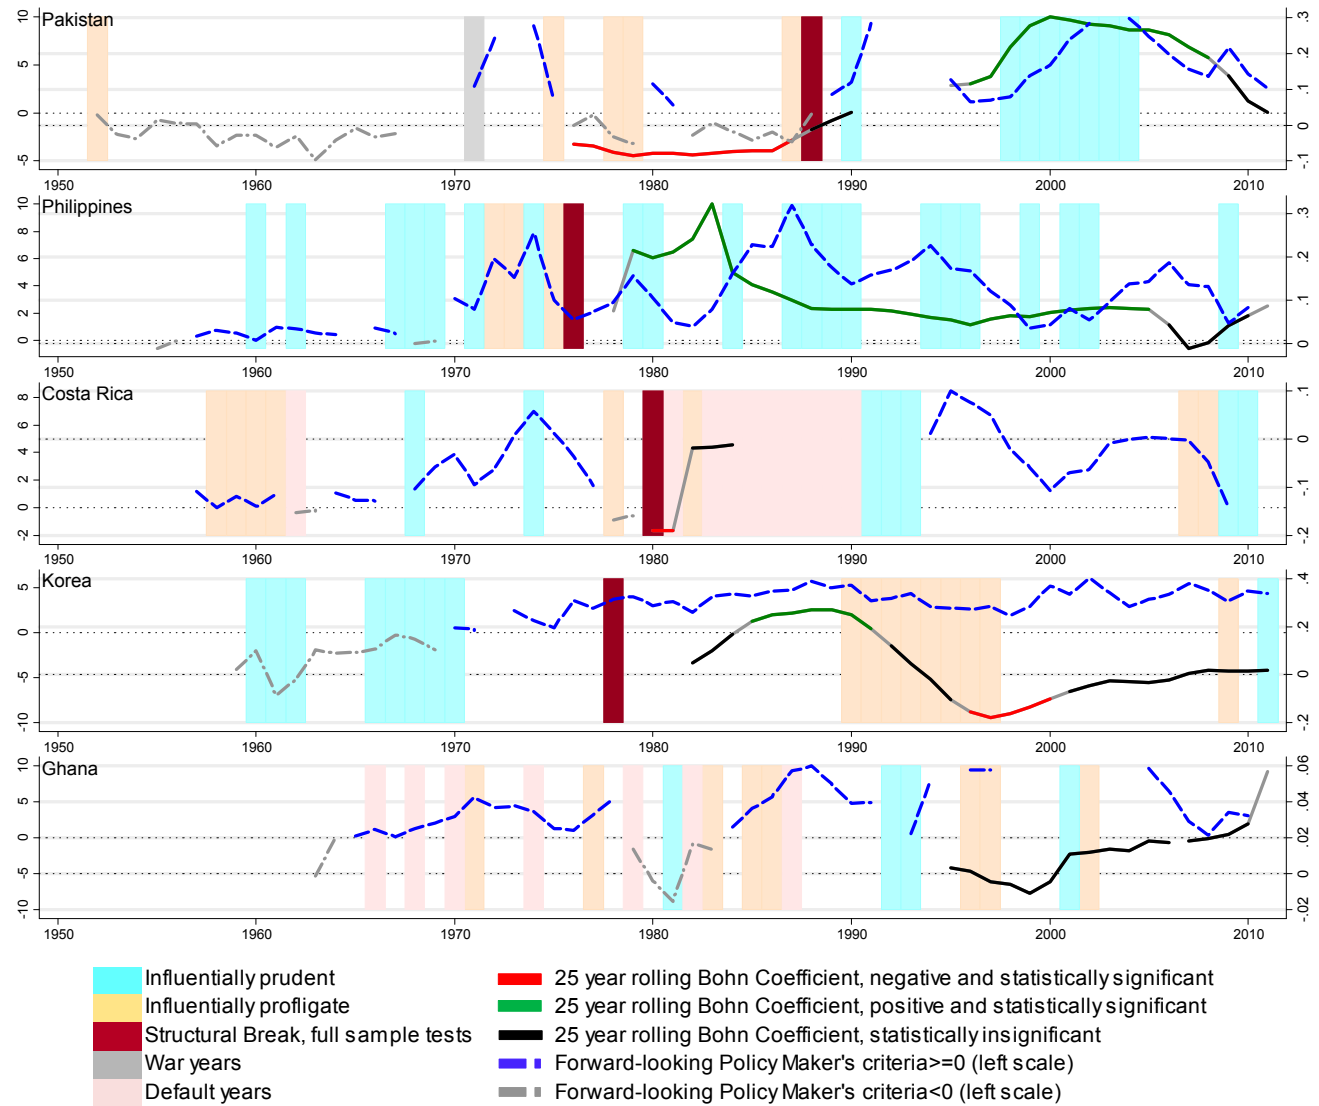 Pakistan
10
5
0
-5
.3
.2
.1
0
-.1
1950 1960 1970 1980 1990 2000 2010
Philippines
10
8
6
4
2
0
.3
.2
.1
0
1950 1960 1970 1980 1990 2000 2010
Costa Rica
8
6
4
2
0
-2
.1
0
-.1
-.2
1950 1960 1970 1980 1990 2000 2010
Korea
5
0
-5
-10
.4
.2
0
-.2
1950 1960 1970 1980 1990 2000 2010
Ghana
10
5
0
-5
-10
.06
.04
.02
0
-.02
1950 1960 1970 1980 1990 2000 2010
Influentially prudent
Influentially profligate
Structural Break, full sample tests
War years
Default years
25 year rolling Bohn Coefficient, negative and statistically significant
25 year rolling Bohn Coefficient, positive and statistically significant
25 year rolling Bohn Coefficient, statistically insignificant
Forward-looking Policy Maker's criteria>=0 (left scale)
Forward-looking Policy Maker's criteria<0 (left scale)